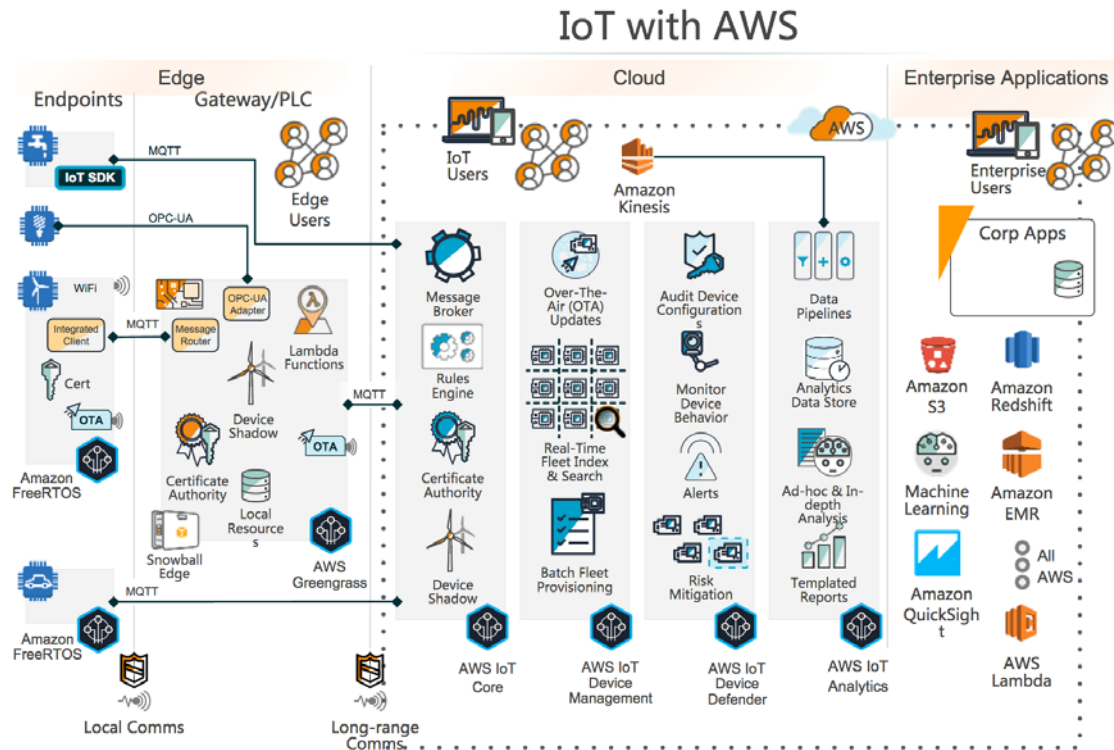 IoT with AWS
Edge
Cloud
Enterprise Applications
Endpoints
Gateway/PLC
AWS
IoT
Users
Amazon
Kinesis
Enterprise
Users
Edge
Users
MQTT
IoT SDK
OPC-UA
Corp Apps
WiFi
OPC-UA
Adapter
Integrated
Client
MQTT
Message
Router
Lambda
Functions
Cert
Device
Shadow
MQTT
OTA
OTA
Amazon
FreeRTOS
Certificate
Authority
Local
Resource
s
Snowball
Edge
AWS
Greengrass
MQTT
Amazon
FreeRTOS
Local Comms
Long-range
Comms
Message
Broker
Rules
Engine
Certificate
Authority
Device
Shadow
AWS IoT
Core
Over-The-
Air (OTA)
Updates
Real-Time
Fleet Index
& Search
Batch Fleet
Provisioning
AWS IoT
Device
Management
Audit Device
Configuration
s
Monitor
Device
Behavior
Alerts
Risk
Mitigation
AWS IoT
Device
Defender
Data
Pipelines
Analytics
Data Store
Ad-hoc & In-
depth
Analysis
Templated
Reports
AWS IoT
Analytics
Amazon
S3
Amazon
Redshift
Machine
Learning
Amazon
EMR
Amazon
QuickSigh
t
All
AWS
AWS
Lambda